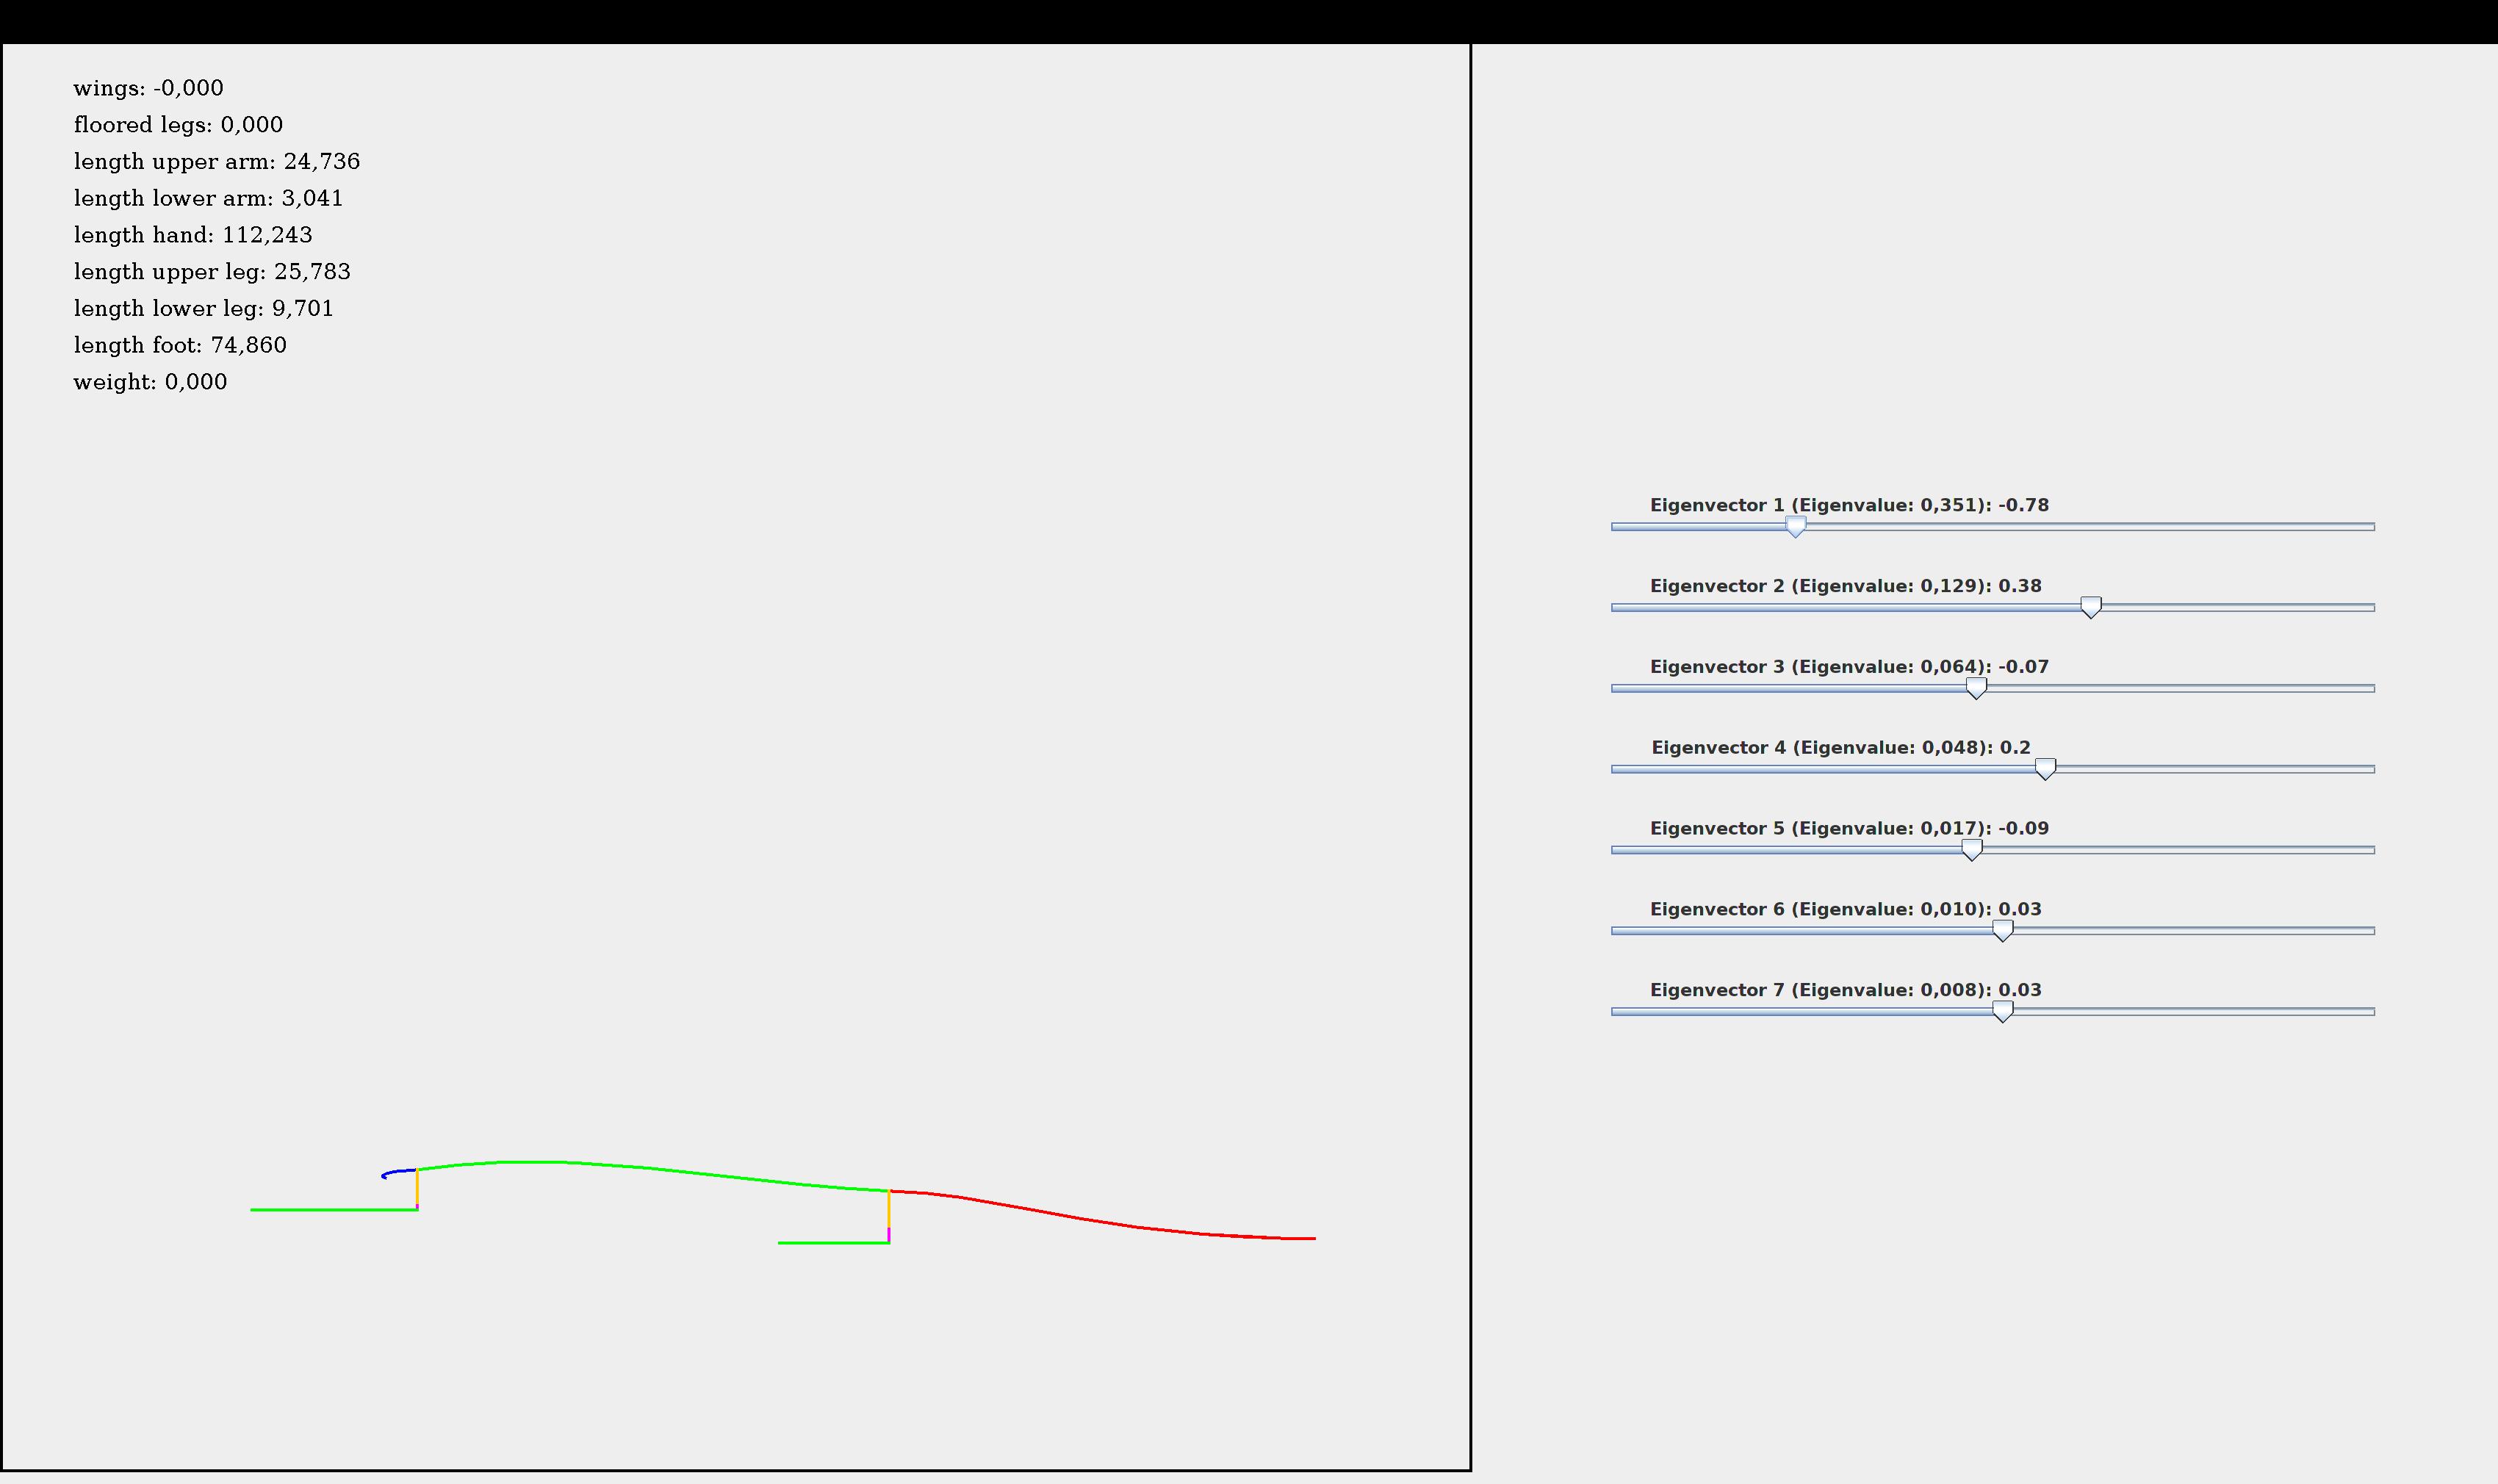 wings: -0,000
floored legs: 0,000
length upper arm: 24,736
length lower arm: 3,041
length hand: 112,243
length upper leg: 25,783
length lower leg: 9,701
length foot: 74,860
weight: 0,000
Eigenvector 1 (Eigenvalue: 0,351): -0.78
Eigenvector 2 (Eigenvalue: 0,129): 0.38
Eigenvector 3 (Eigenvalue: 0,064): -0.07
Eigenvector 4 (Eigenvalue: 0,048): 0.2
Eigenvector 5 (Eigenvalue: 0,017): -0.09
Eigenvector 6 (Eigenvalue: 0,010): 0.03
Eigenvector 7 (Eigenvalue: 0,008): 0.03